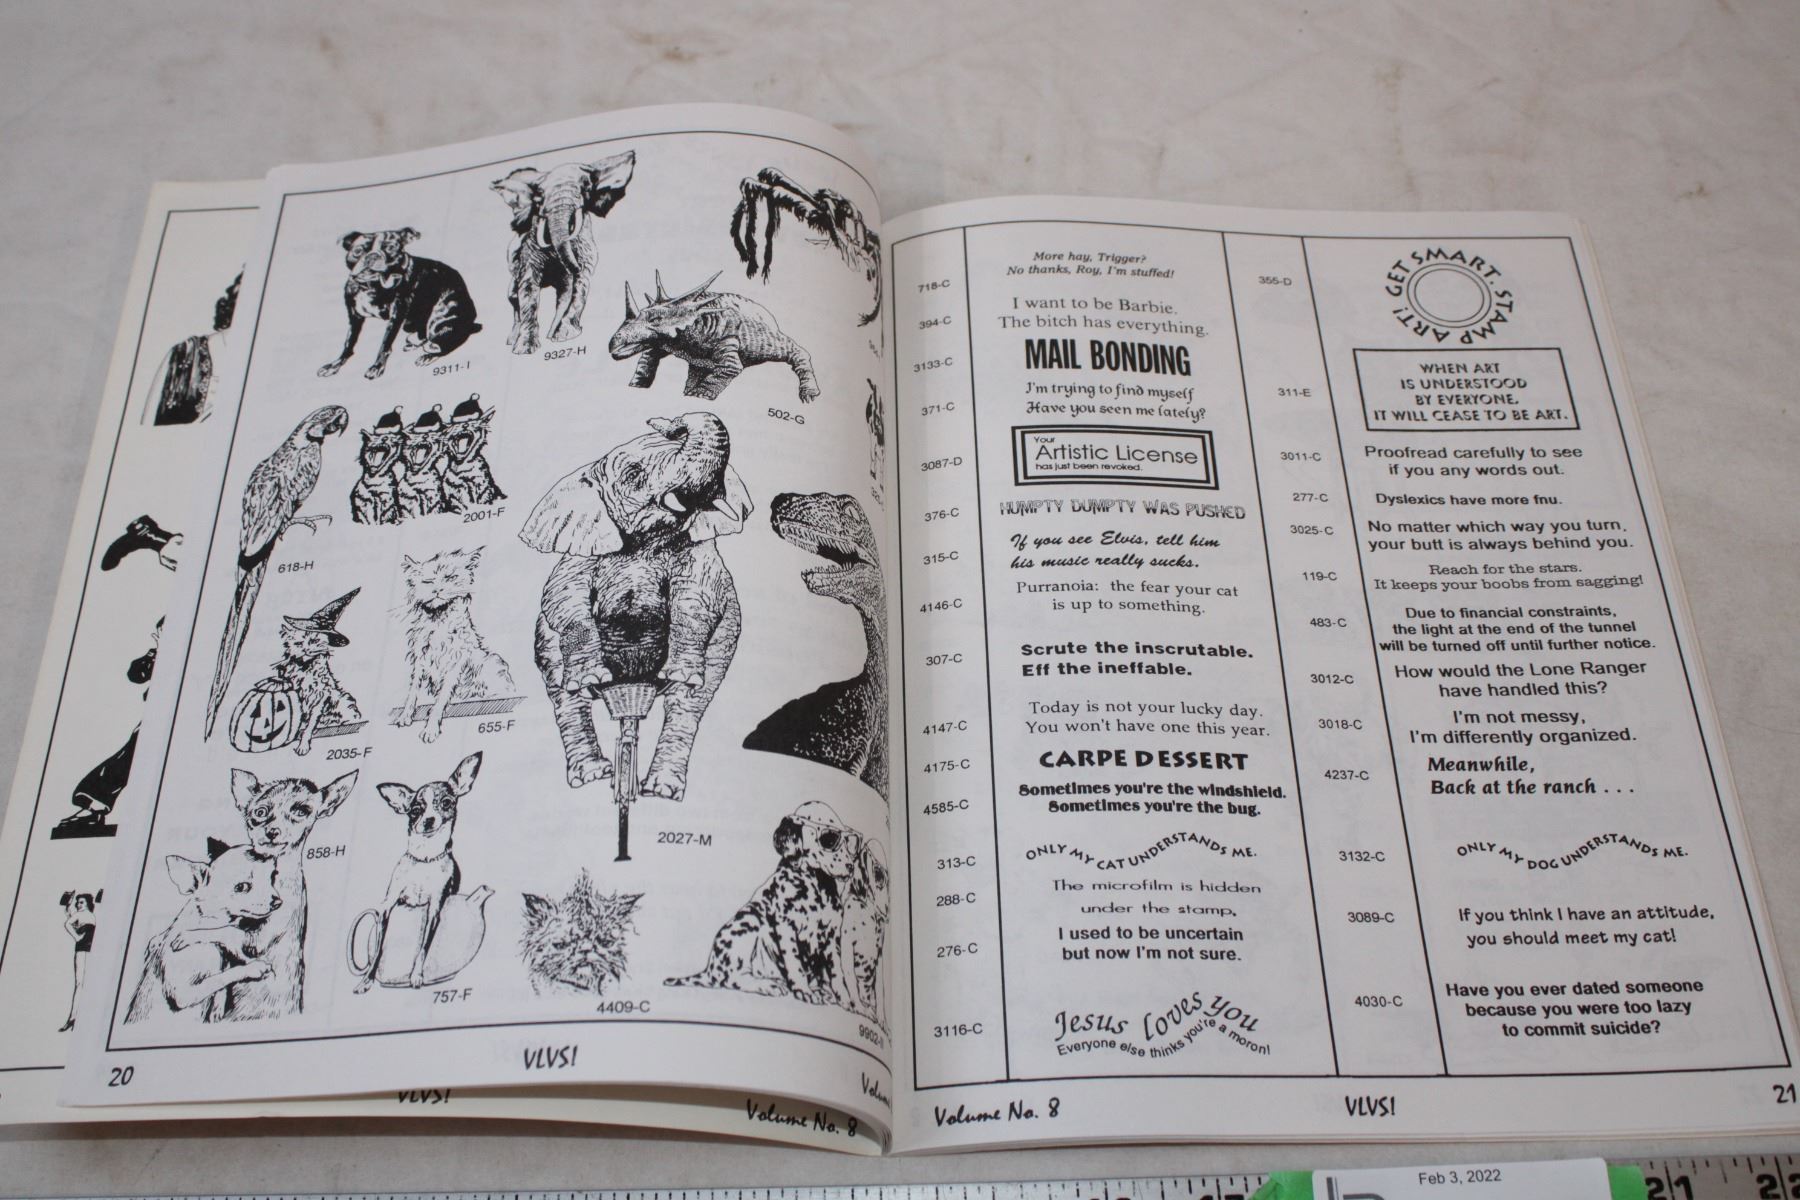 9311-I
9327-H
502-G
618-H
2001-F
2035-F
655-F
2027-M
858-H
757-F
4409-C
9902-
20
VLVS!
Volum
VLVS!
Volume No. 8
718-C
More hay, Trigger?
No thanks, Roy, I'm stuffed!
394-C
I want to be Barbie.
The bitch has everything.
3133-C
MAIL BONDING
371-C
I'm trying to find myself
Have you seen me lately?
3087-D
Your
Artistic License
has just been revoked.
376-C
HUMPTY DUMPTY WAS PUSHED
315-C
If you see Elvis, tell him
his music really sucks.
4146-C
Purranoia: the fear your cat
is up to something.
307-C
Scrute the inscrutable.
Eff the ineffable.
4147-C
Today is not your lucky day.
You won't have one this year.
4175-C
CARPE DESSERT
4585-C
Sometimes you're the windshield.
Sometimes you're the bug.
313-C
ONLY MY CAT UNDERSTANDS ME.
288-C
The microfilm is hidden
under the stamp.
276-C
I used to be uncertain
but now I'm not sure.
3116-C
Jesus loves you
Everyone else thinks you're a moron!
355-D
GET SMART. STAMP ART!
311-E
WHEN ART
IS UNDERSTOOD
BY EVERYONE,
IT WILL CEASE TO BE ART.
3011-C
Proofread carefully to see
if you any words out.
277-C
Dyslexics have more fnu.
3025-C
No matter which way you turn,
your butt is always behind you.
119-C
Reach for the stars.
It keeps your boobs from sagging!
483-C
Due to financial constraints,
the light at the end of the tunnel
will be turned off until further notice.
3012-C
How would the Lone Ranger
have handled this?
3018-C
I'm not messy,
I'm differently organized.
4237-C
Meanwhile,
Back at the ranch . . .
3132-C
ONLY MY DOG UNDERSTANDS ME.
3089-C
If you think I have an attitude,
you should meet my cat!
4030-C
Have you ever dated someone
because you were too lazy
to commit suicide?
Volume No. 8
VLVS!
21
Feb 3, 2022
21